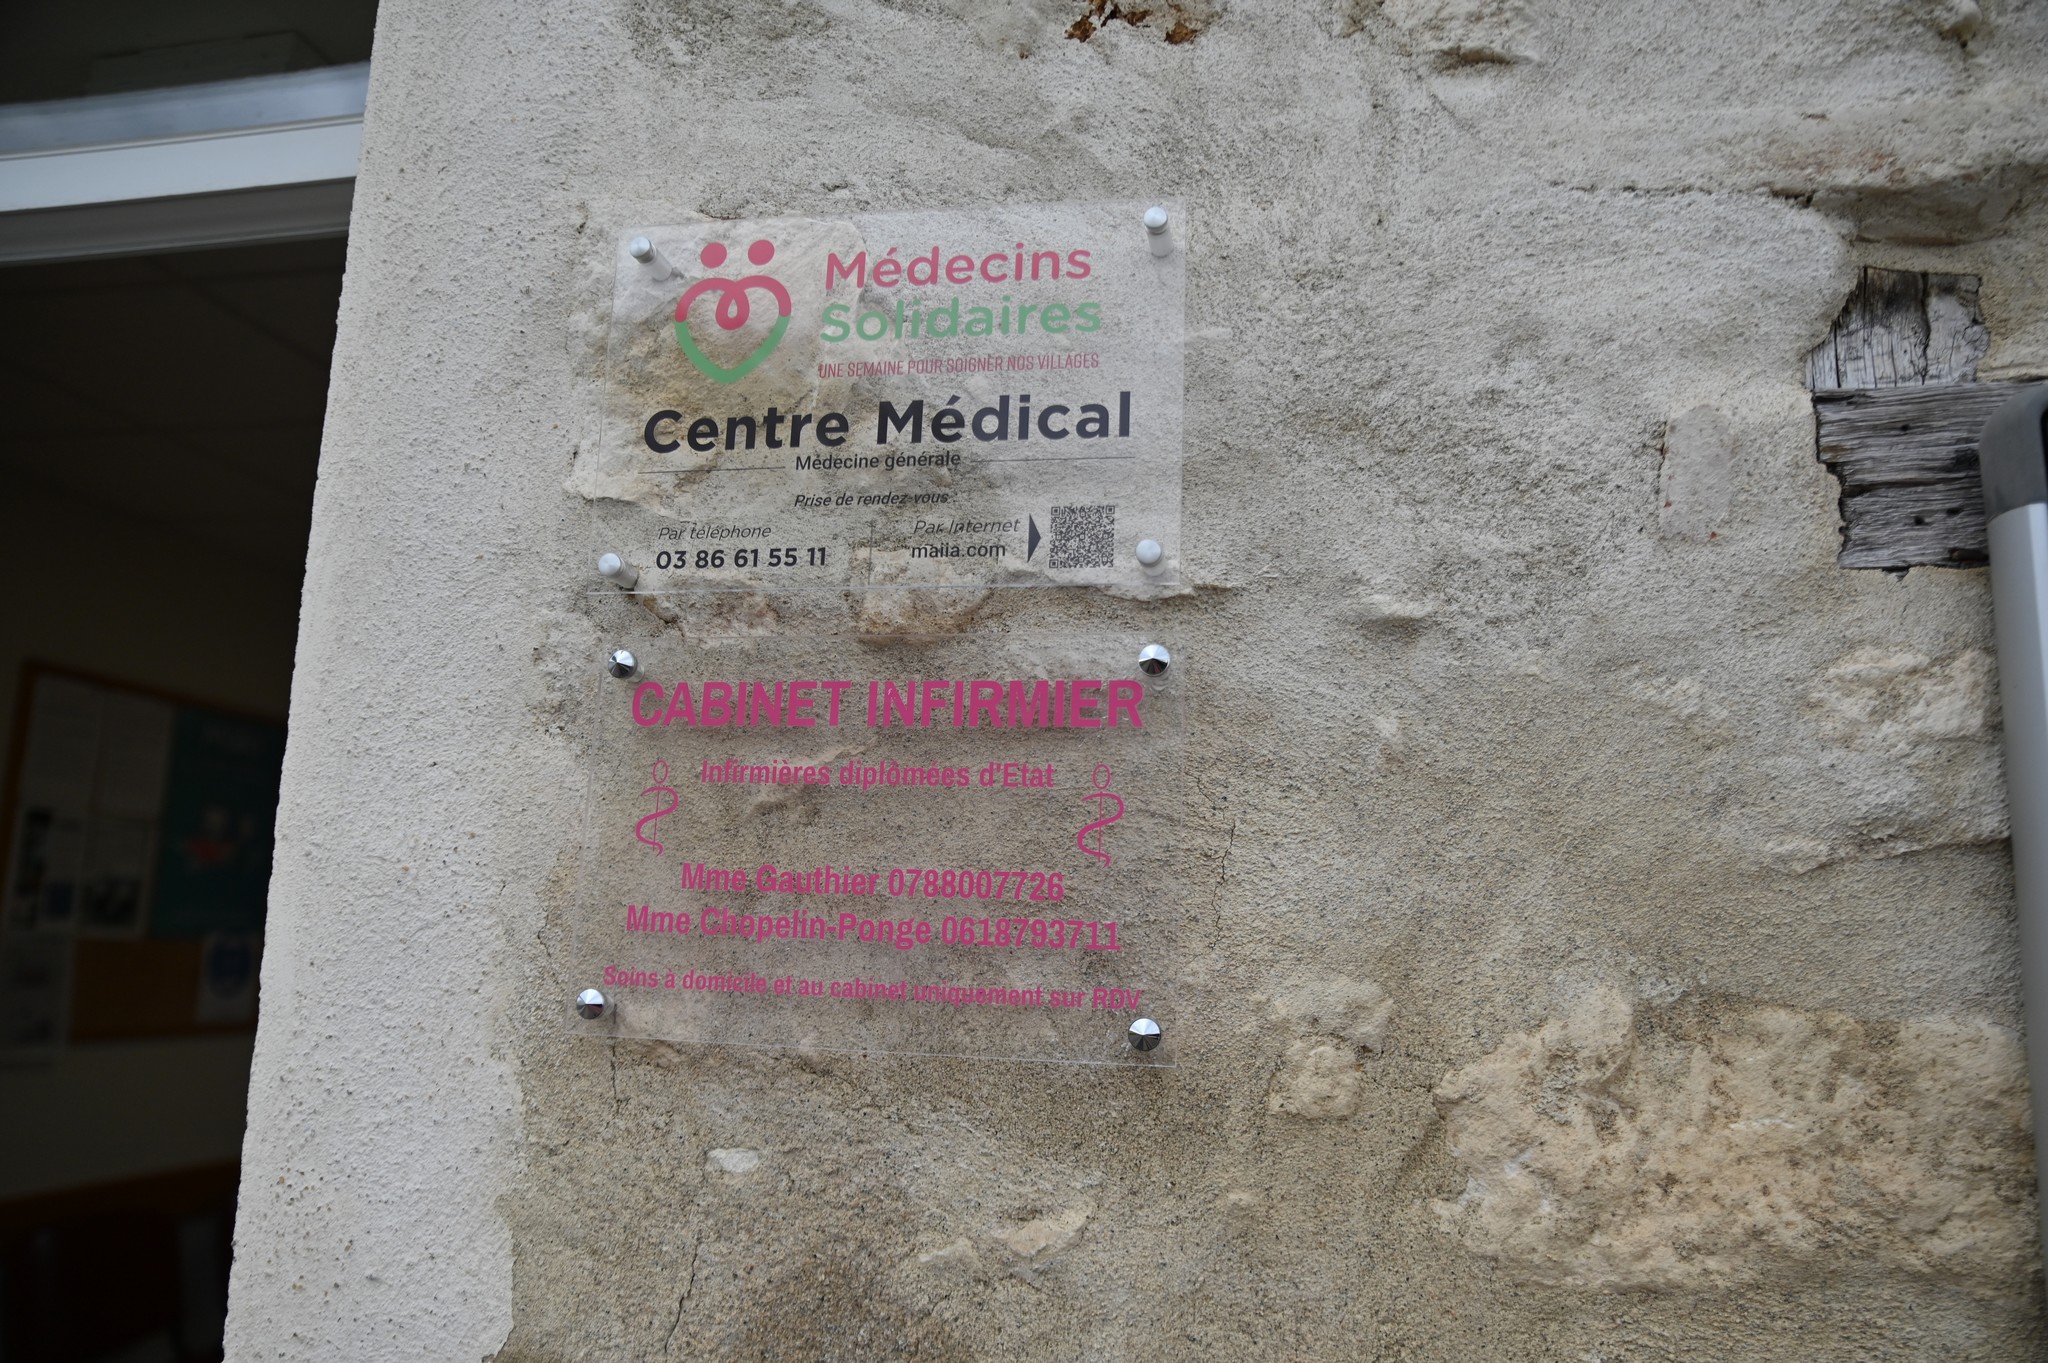 Médecins
Solidaires
UNE SEMAINE POUR SOIGNER NOS VILLAGES
Centre Médical
Médecine générale
Prise de rendez-vous :
Par téléphone
03 86 61 55 11
Par Internet
maiia.com
CABINET INFIRMIER
Infirmières diplômées d'Etat
Mme Gauthier 0788007726
Mme Chopelin-Ponge 0618793711
Soins à domicile et au cabinet uniquement sur RDV